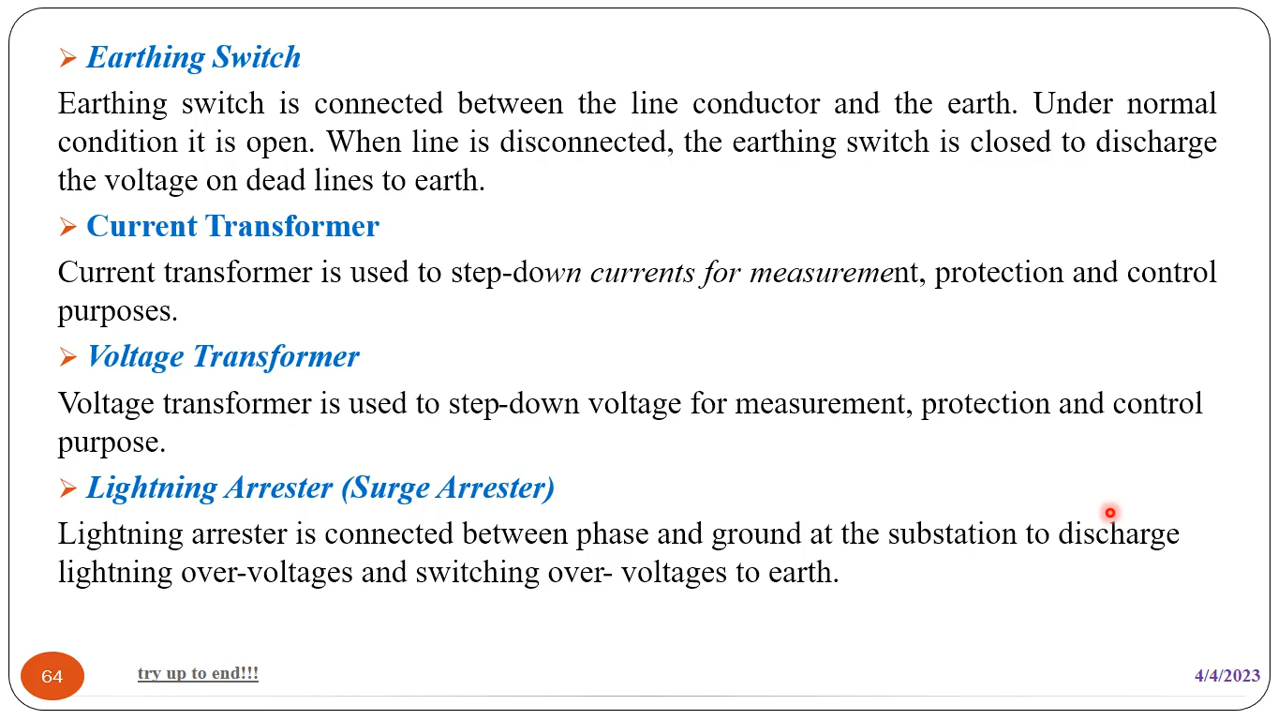 Earthing Switch
Earthing switch is connected between the line conductor and the earth. Under normal
condition it is open. When line is disconnected, the earthing switch is closed to discharge
the voltage on dead lines to earth.
Current Transformer
Current transformer is used to step-down currents for measurement, protection and control
purposes.
Voltage Transformer
Voltage transformer is used to step-down voltage for measurement, protection and control
purpose.
Lightning Arrester (Surge Arrester)
Lightning arrester is connected between phase and ground at the substation to discharge
lightning over-voltages and switching over- voltages to earth.
64
try up to end!!!
4/4/2023